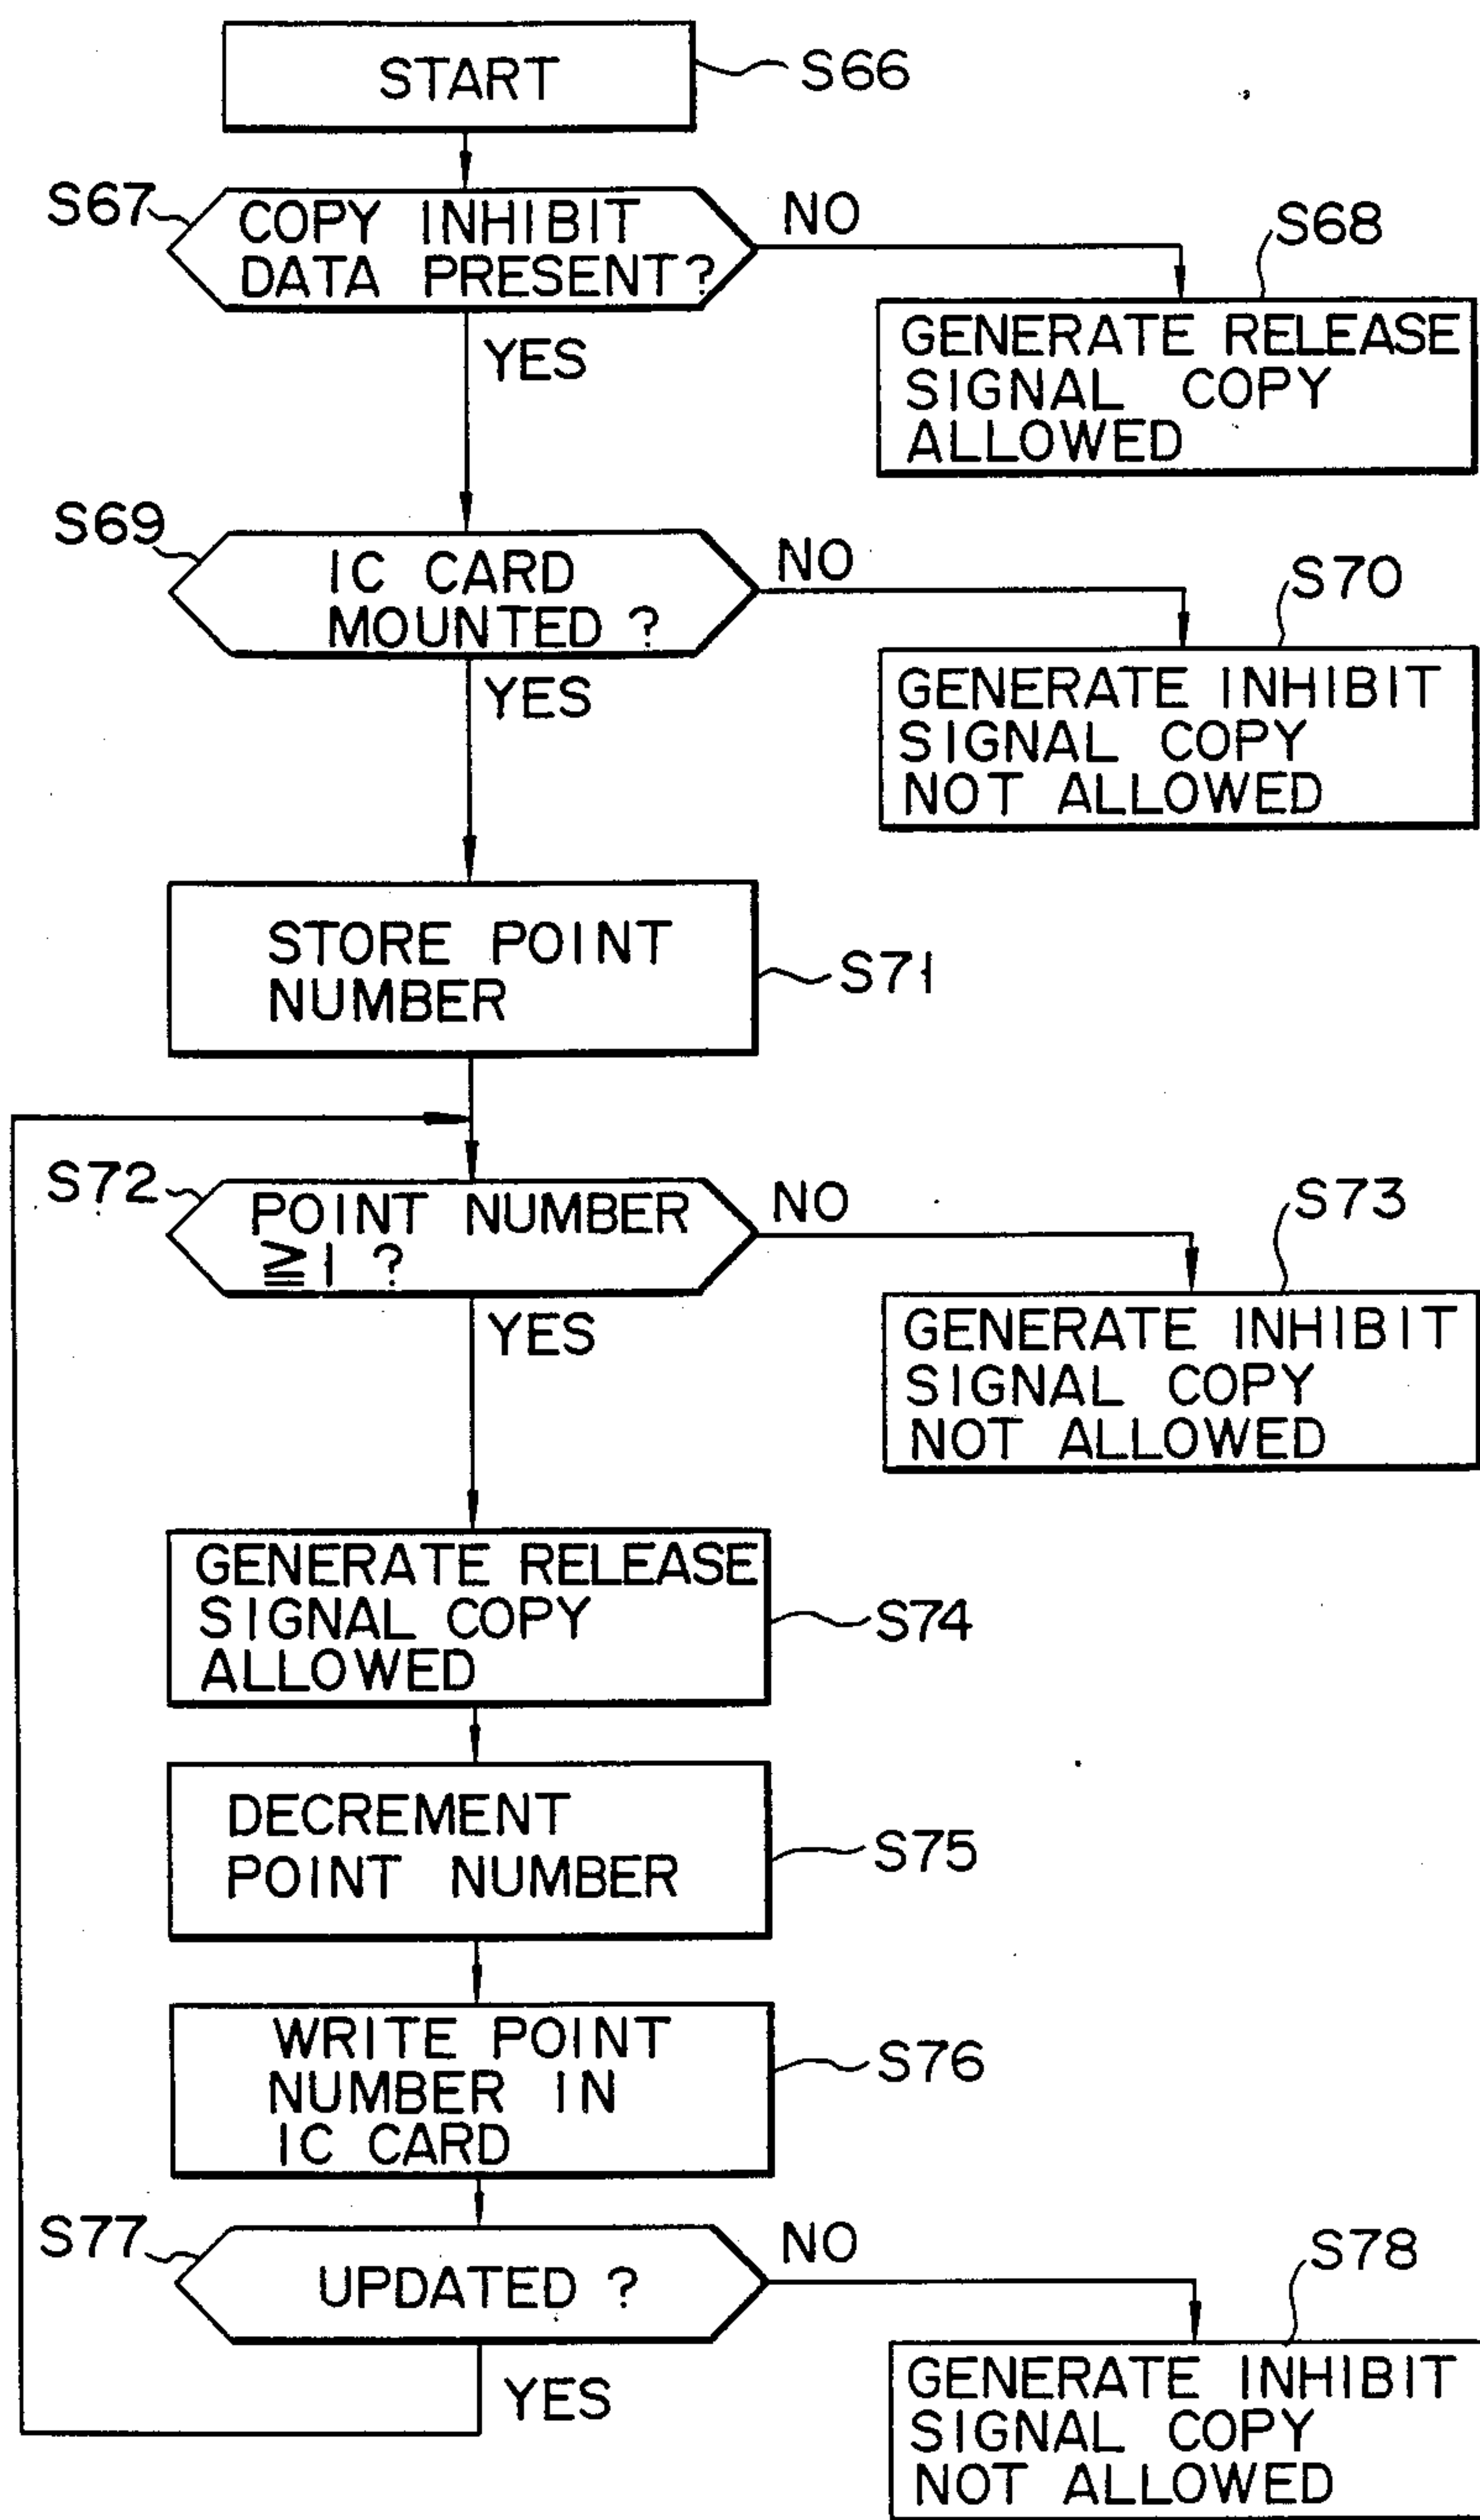 START
S66
S67
COPY INHIBIT
DATA PRESENT?
NO
YES
S68
GENERATE RELEASE
SIGNAL COPY
ALLOWED
S69
IC CARD
MOUNTED ?
NO
YES
S70
GENERATE INHIBIT
SIGNAL COPY
NOT ALLOWED
STORE POINT
NUMBER
S71
S72
POINT NUMBER
≧1 ?
NO
YES
S73
GENERATE INHIBIT
SIGNAL COPY
NOT ALLOWED
GENERATE RELEASE
SIGNAL COPY
ALLOWED
S74
DECREMENT
POINT NUMBER
S75
WRITE POINT
NUMBER IN
IC CARD
S76
S77
UPDATED ?
NO
YES
S78
GENERATE INHIBIT
SIGNAL COPY
NOT ALLOWED